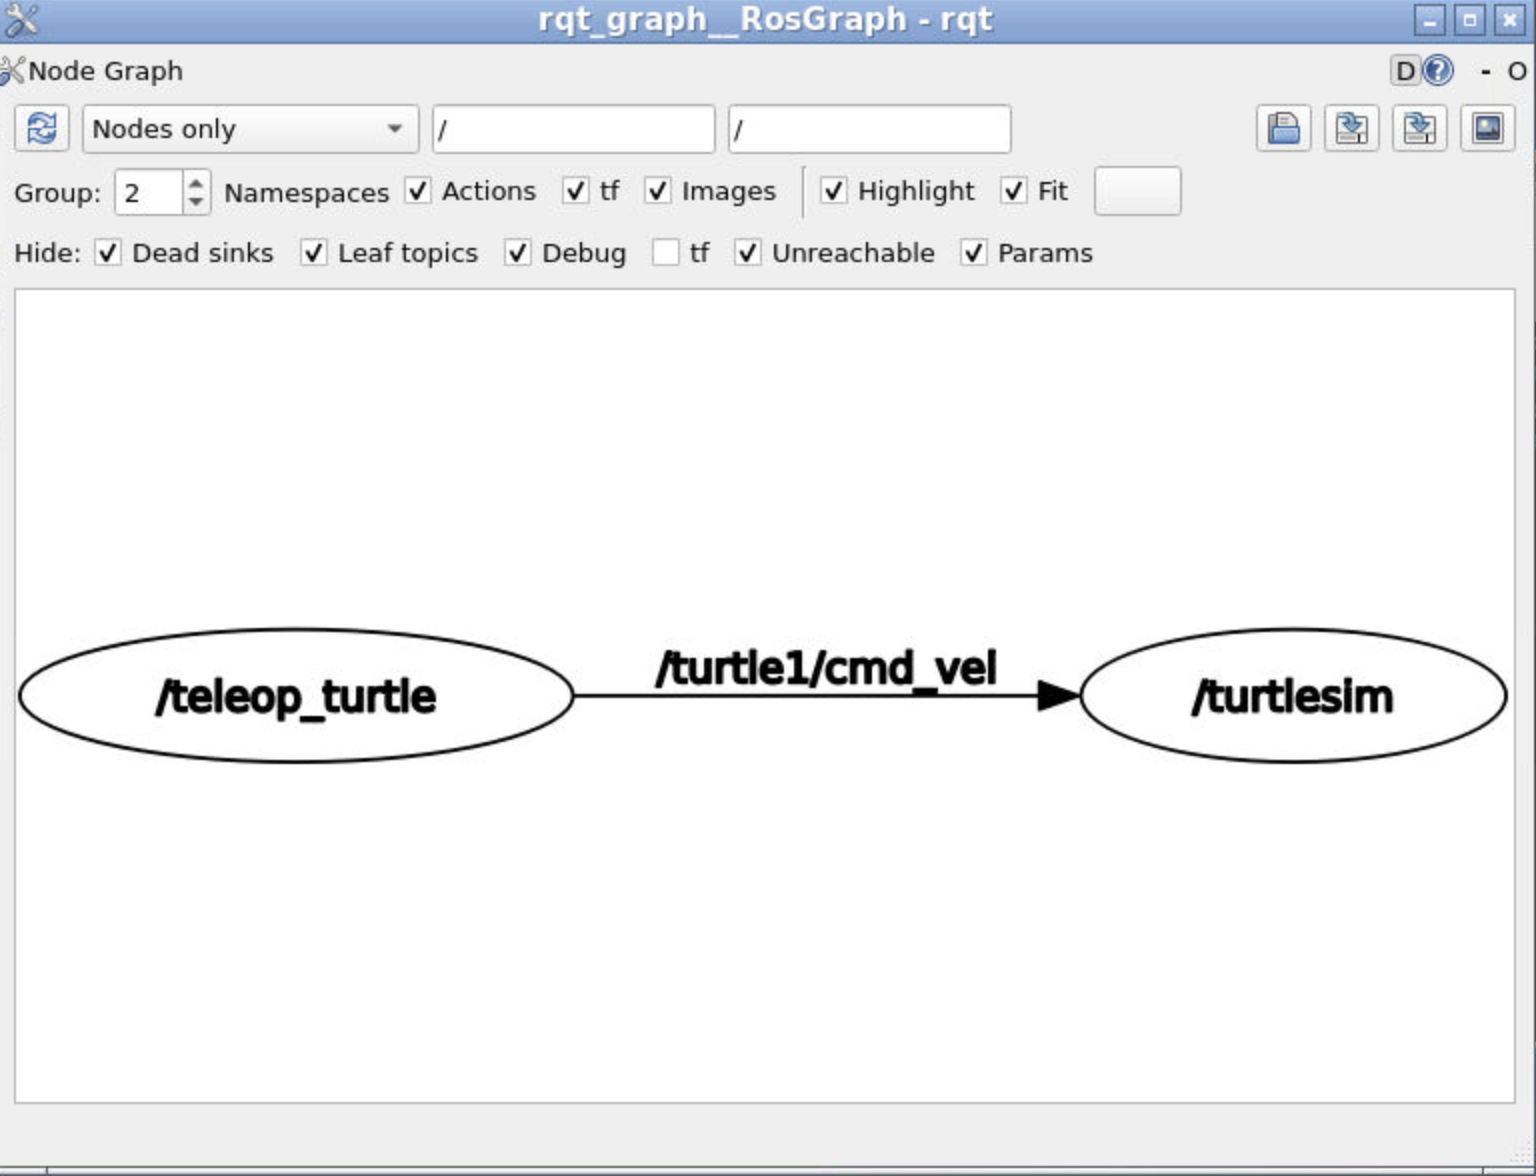 rqt_graph__RosGraph - rqt
Node Graph D ? - O
Nodes only / /
Group: 2 Namespaces Actions tf Images Highlight Fit
Hide: Dead sinks Leaf topics Debug tf Unreachable Params
/turtle1/cmd_vel
/teleop_turtle /turtlesim